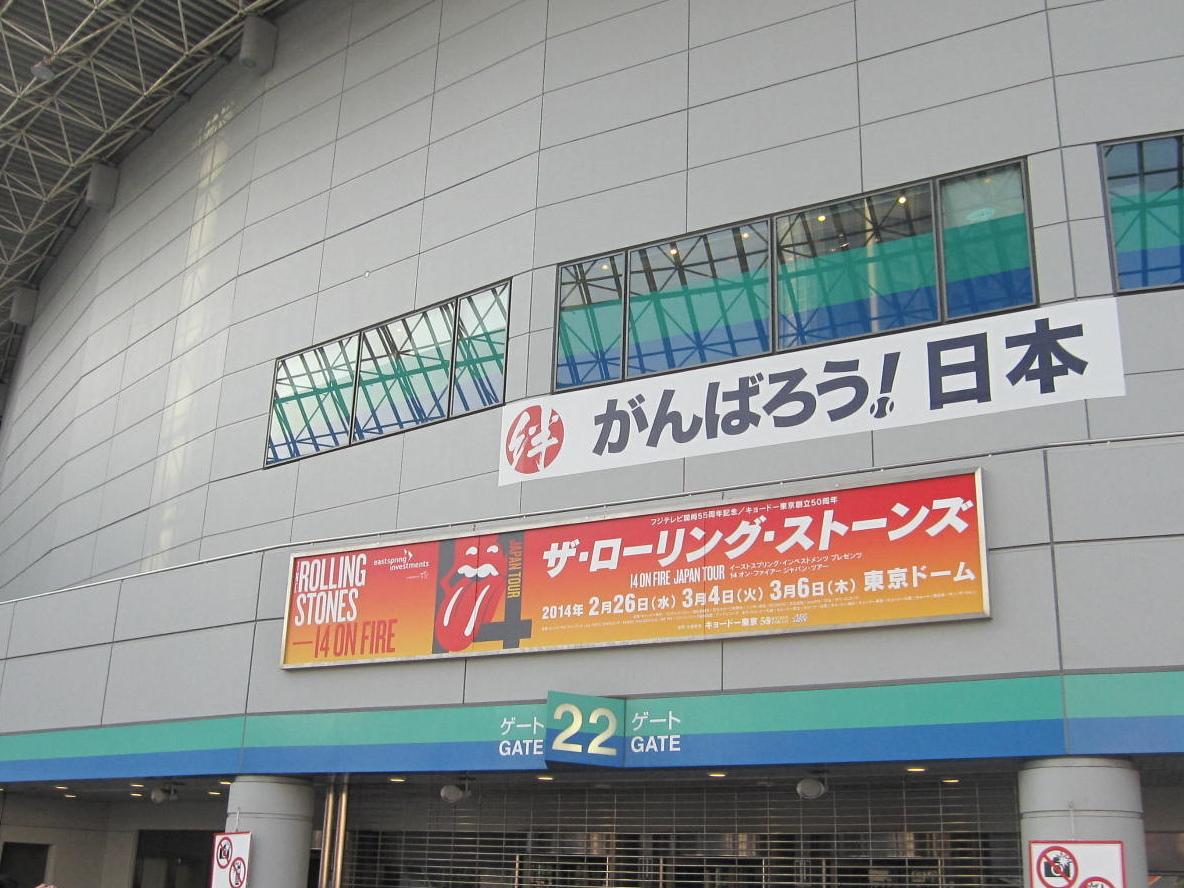 絆 がんばろう!日本
THE ROLLING
STONES
—14 ON FIRE
eastspring
investments
JAPAN TOUR
14
フジテレビ開局55周年記念/キョードー東京創立50周年
ザ・ローリング・ストーンズ
14 ON FIRE JAPAN TOUR
イーストスプリング・インベストメンツ プレゼンツ
14 オン・ファイアー ジャパン・ツアー
2014年 2月26日(水) 3月4日(火) 3月6日(木) 東京ドーム
キョードー東京
ゲート 22 ゲート
GATE GATE